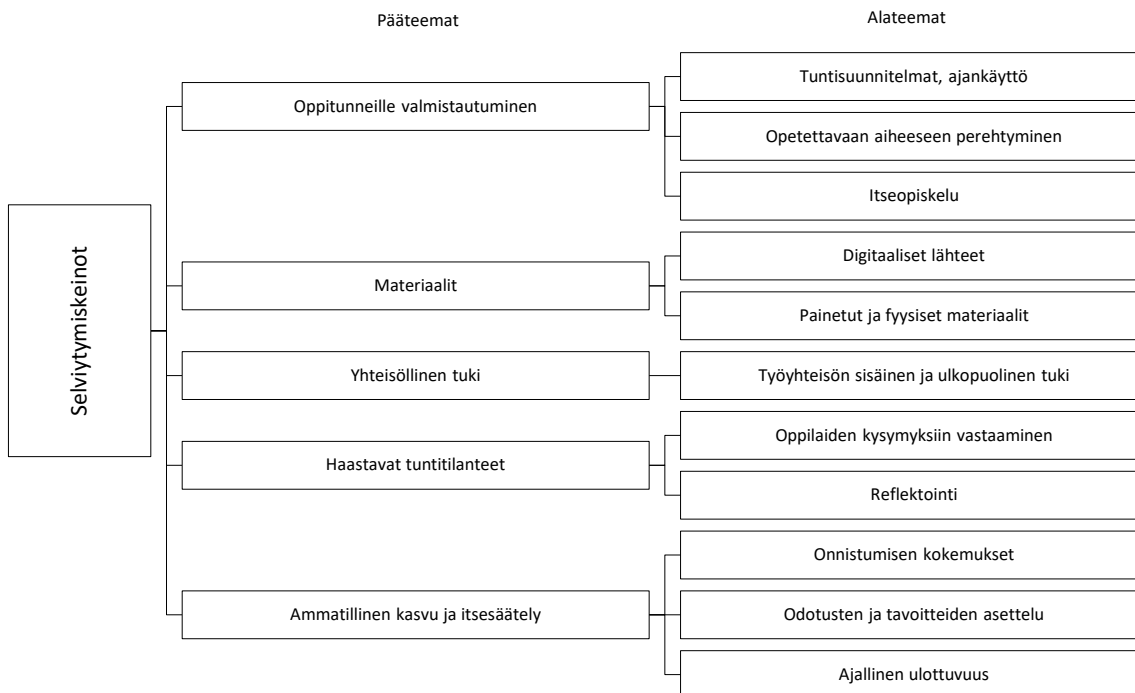 Pääteemat
Alateemat
Selviytymiskeinot
Oppitunneille valmistautuminen
Tuntisuunnitelmat, ajankäyttö
Opetettavaan aiheeseen perehtyminen
Itseopiskelu
Materiaalit
Digitaaliset lähteet
Painetut ja fyysiset materiaalit
Yhteisöllinen tuki
Työyhteisön sisäinen ja ulkopuolinen tuki
Haastavat tuntitilanteet
Oppilaiden kysymyksiin vastaaminen
Reflektointi
Ammatillinen kasvu ja itsesäätely
Onnistumisen kokemukset
Odotusten ja tavoitteiden asettelu
Ajallinen ulottuvuus